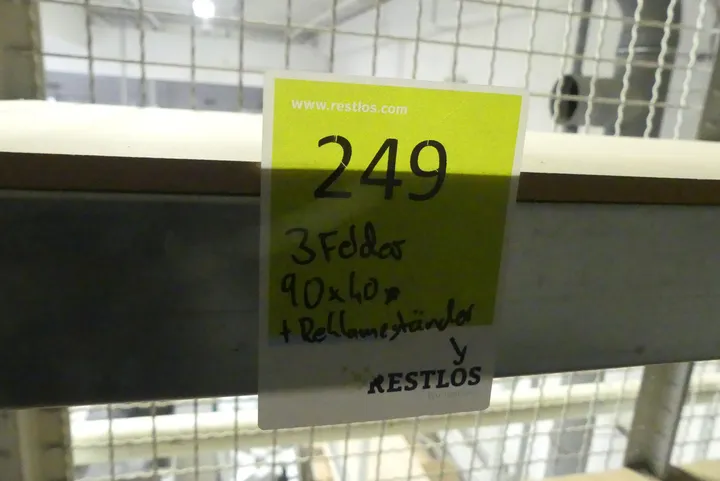 www.restlos.com
249
3 Felder
90x40
+ Reklameständer
RESTLOS